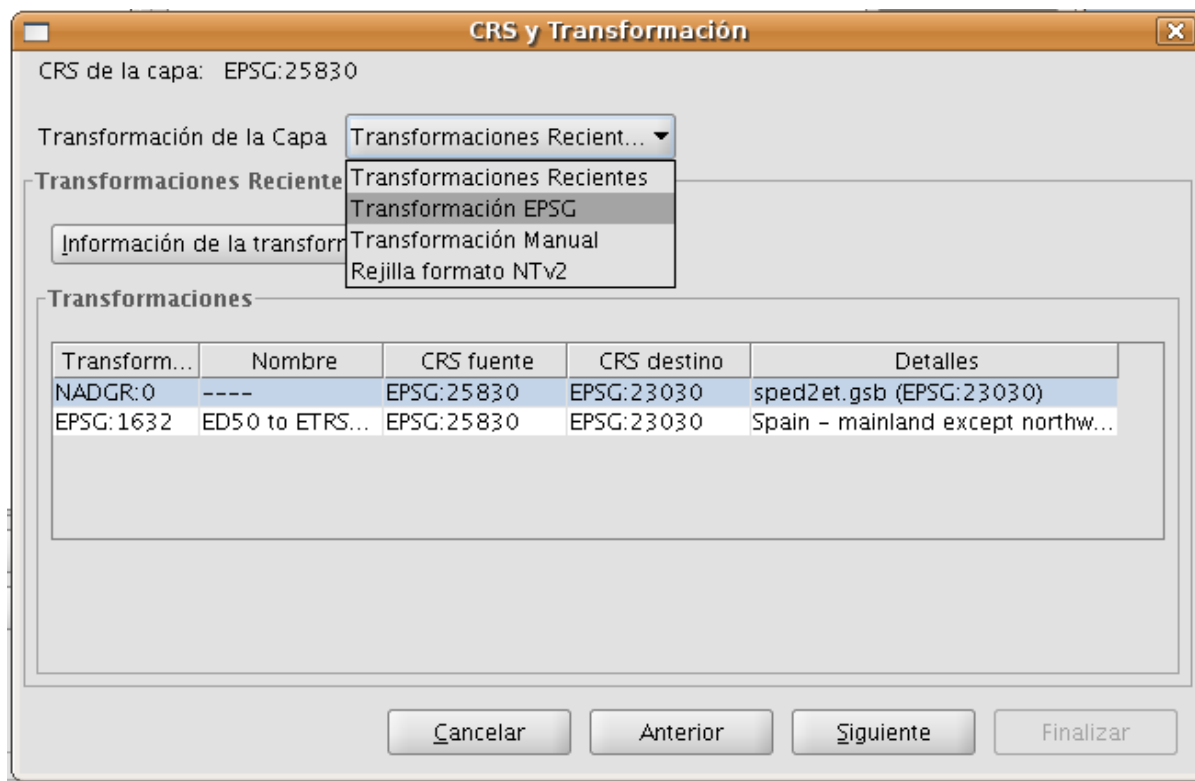 CRS y Transformación
CRS de la capa: EPSG:25830
Transformación de la Capa Transformaciones Recient...
Transformaciones Reciente
Transformaciones Recientes
Transformación EPSG
Transformación Manual
Rejilla formato NTv2
Información de la transform
Transformaciones
Transform... Nombre CRS fuente CRS destino Detalles
NADGR:0 ---- EPSG:25830 EPSG:23030 sped2et.gsb (EPSG:23030)
EPSG:1632 ED50 to ETRS... EPSG:25830 EPSG:23030 Spain - mainland except northw...
Cancelar Anterior Siguiente Finalizar